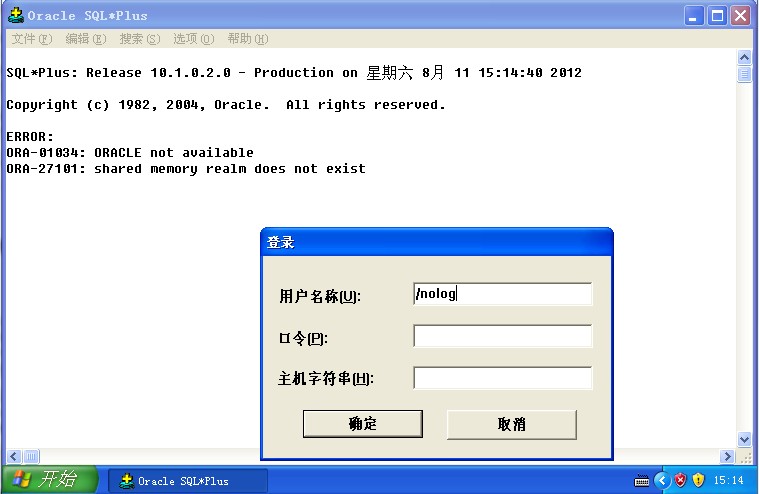 Oracle SQL*Plus
文件(F) 编辑(E) 搜索(S) 选项(O) 帮助(H)
SQL*Plus: Release 10.1.0.2.0 - Production on 星期六 8月 11 15:14:40 2012
Copyright (c) 1982, 2004, Oracle.  All rights reserved.
ERROR:
ORA-01034: ORACLE not available
ORA-27101: shared memory realm does not exist
登录
用户名称(U): /nolog
口令(P):
主机字符串(H):
确定 取消
开始 Oracle SQL*Plus 15:14